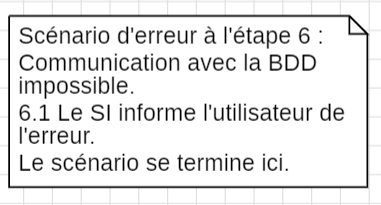 Scénario d'erreur à l'étape 6 :
Communication avec la BDD
impossible.
6.1 Le SI informe l'utilisateur de
l'erreur.
Le scénario se termine ici.